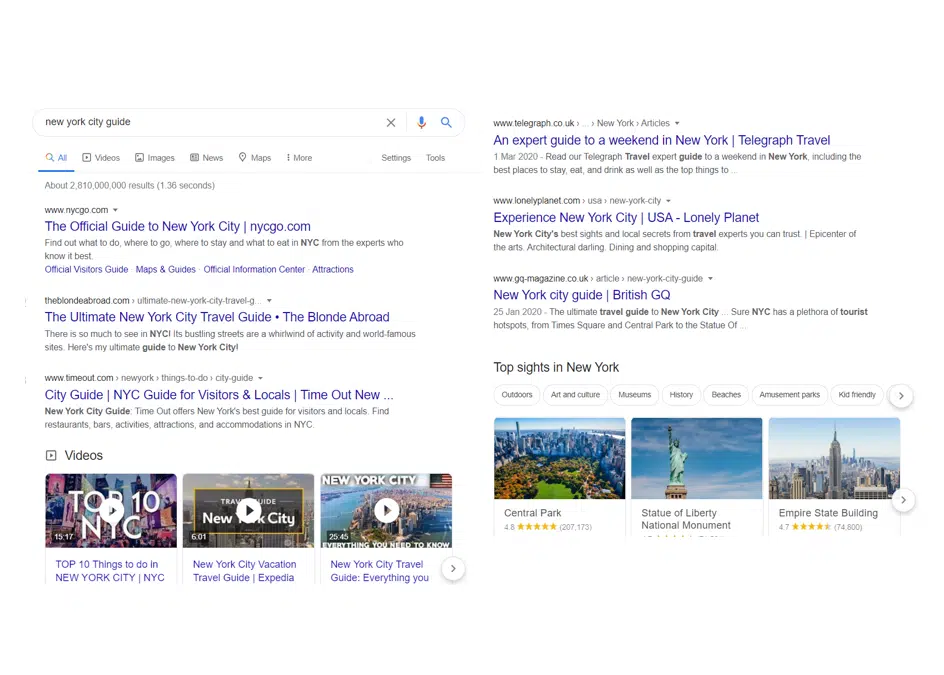 new york city guide
All Videos Images News Maps More Settings Tools
About 2,810,000,000 results (1.36 seconds)
www.nycgo.com
The Official Guide to New York City | nycgo.com
Find out what to do, where to go, where to stay and what to eat in NYC from the experts who
know it best.
Official Visitors Guide · Maps & Guides · Official Information Center · Attractions
theblondeabroad.com › ultimate-new-york-city-travel-g...
The Ultimate New York City Travel Guide • The Blonde Abroad
There is so much to see in NYC! Its bustling streets are a whirlwind of activity and world-famous
sites. Here's my ultimate guide to New York City!
www.timeout.com › newyork › things-to-do › city-guide
City Guide | NYC Guide for Visitors & Locals | Time Out New ...
New York City Guide: Time Out offers New York's best guide for visitors and locals. Find
restaurants, bars, activities, attractions, and accommodations in NYC.
Videos
TOP 10
NYC
15:17
TRAVEL GUIDE
New York City
6:01
NEW YORK CITY
25:45
EVERYTHING YOU NEED TO KNOW
TOP 10 Things to do in
NEW YORK CITY | NYC
New York City Vacation
Travel Guide | Expedia
New York City Travel
Guide: Everything you
www.telegraph.co.uk › ... › New York › Articles
An expert guide to a weekend in New York | Telegraph Travel
1 Mar 2020 - Read our Telegraph Travel expert guide to a weekend in New York, including the
best places to stay, eat, and drink as well as the top things to ...
www.lonelyplanet.com › usa › new-york-city
Experience New York City | USA - Lonely Planet
New York City's best sights and local secrets from travel experts you can trust. | Epicenter of
the arts. Architectural darling. Dining and shopping capital.
www.gq-magazine.co.uk › article › new-york-city-guide
New York city guide | British GQ
25 Jan 2020 - The ultimate travel guide to New York City ... Sure NYC has a plethora of tourist
hotspots, from Times Square and Central Park to the Statue Of ...
Top sights in New York
Outdoors Art and culture Museums History Beaches Amusement parks Kid friendly
Central Park
4.8 (207,173)
Statue of Liberty
National Monument
Empire State Building
4.7 (74,800)